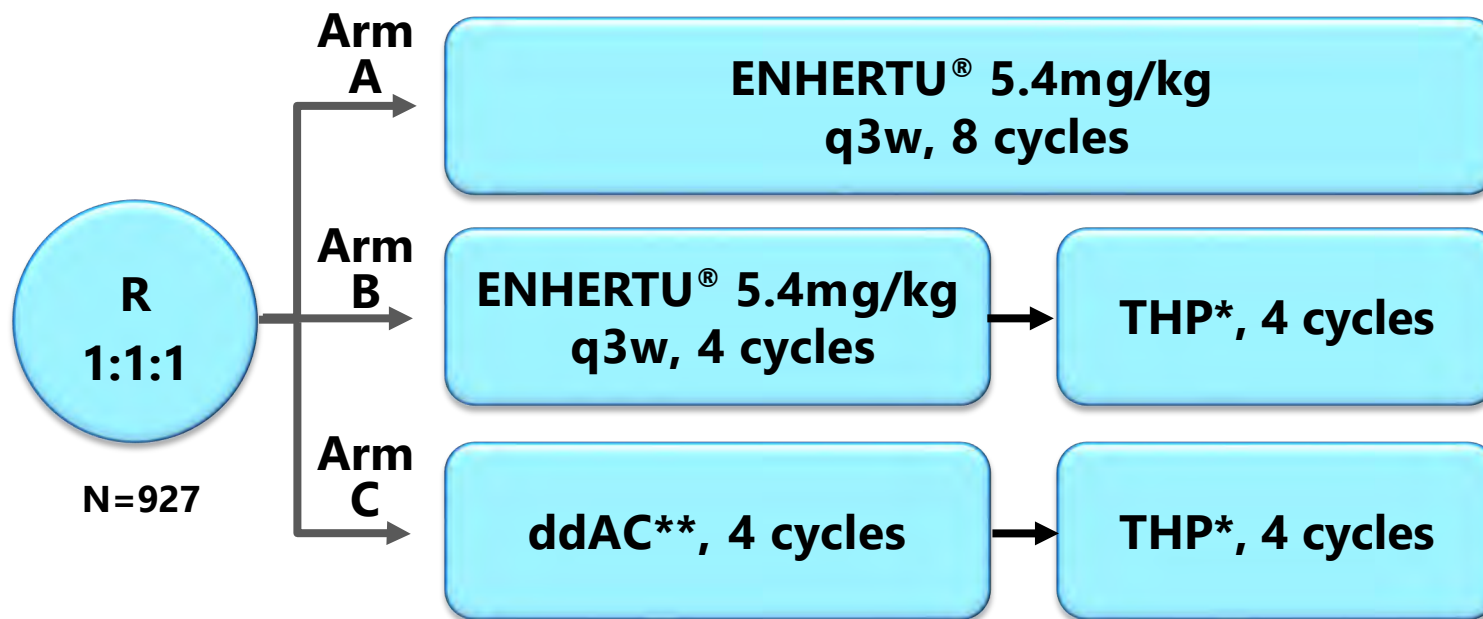 Arm
A
ENHERTU® 5.4mg/kg
q3w, 8 cycles
R
1:1:1
N=927
Arm
B
ENHERTU® 5.4mg/kg
q3w, 4 cycles
THP*, 4 cycles
Arm
C
ddAC**, 4 cycles
THP*, 4 cycles